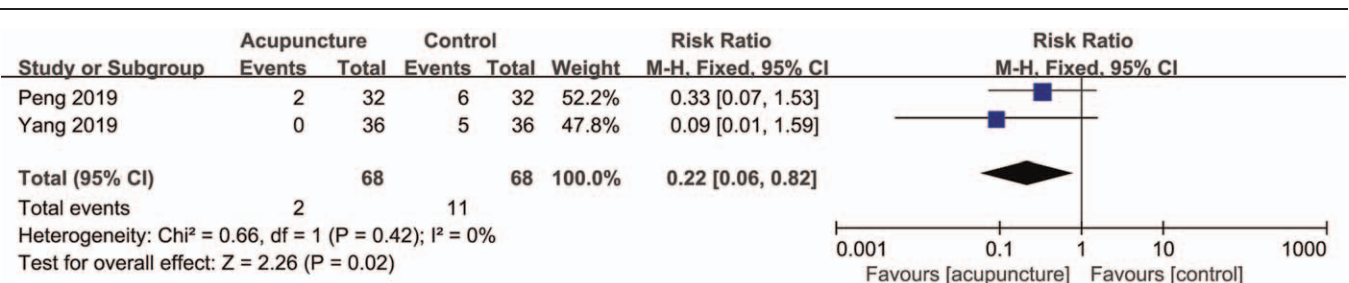 Acupuncture Control Risk Ratio Risk Ratio
Study or Subgroup Events Total Events Total Weight M-H, Fixed, 95% CI M-H, Fixed, 95% CI
Peng 2019 2 32 6 32 52.2% 0.33 [0.07, 1.53]
Yang 2019 0 36 5 36 47.8% 0.09 [0.01, 1.59]
Total (95% CI) 68 68 100.0% 0.22 [0.06, 0.82]
Total events 2 11
Heterogeneity: Chi² = 0.66, df = 1 (P = 0.42); I² = 0%
Test for overall effect: Z = 2.26 (P = 0.02)
0.001 0.1 1 10 1000
Favours [acupuncture] Favours [control]